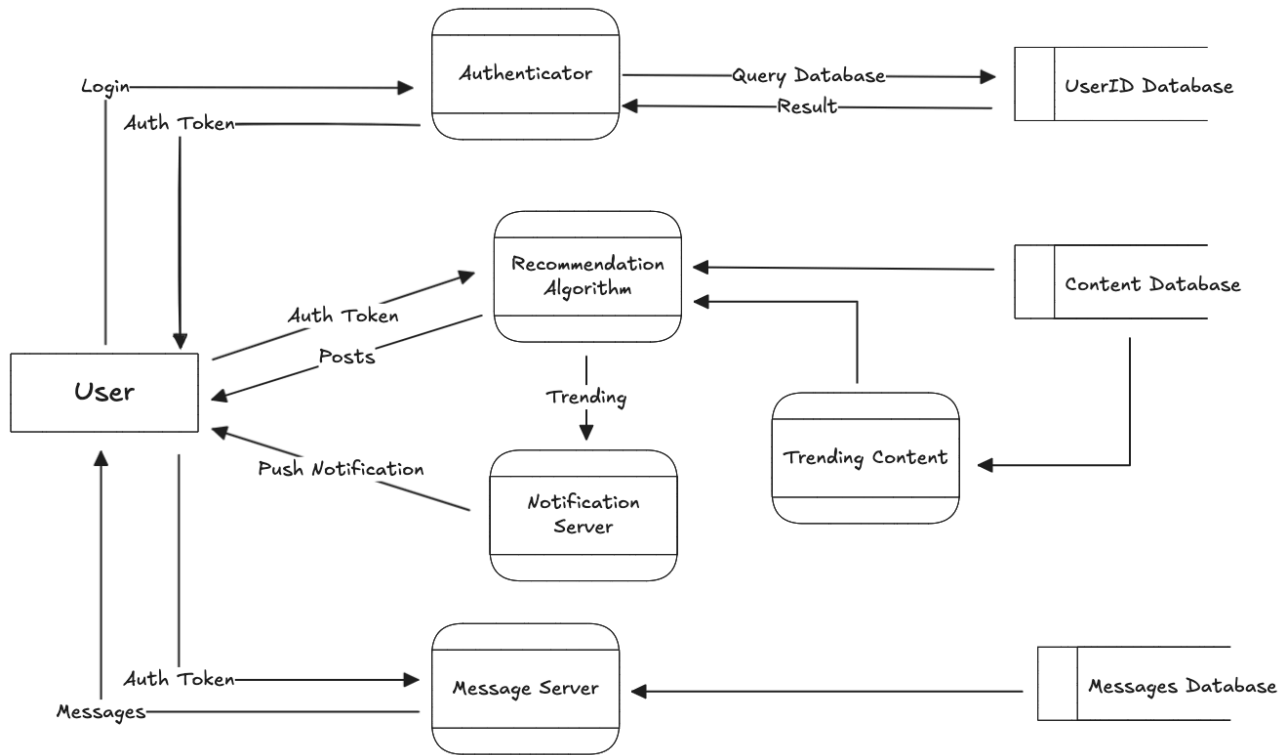 Login
Authenticator
Query Database
UserID Database
Result
Auth Token
Recommendation
Algorithm
Content Database
Auth Token
Posts
User
Trending
Trending Content
Push Notification
Notification
Server
Auth Token
Message Server
Messages Database
Messages